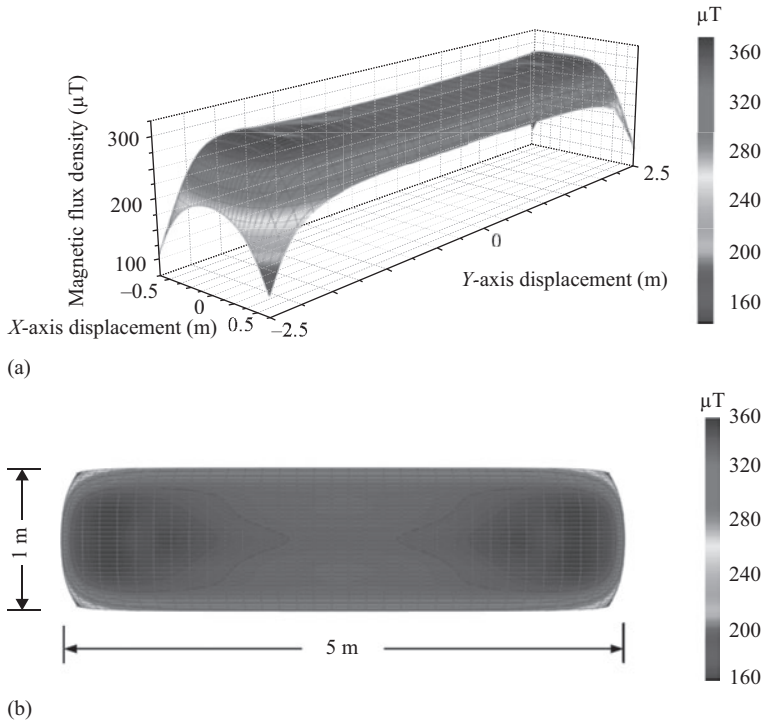 µT
360
320
280
240
200
160
Magnetic flux density (µT)
300
200
100
−0.5
0
0.5
X-axis displacement (m)
−2.5
0
2.5
Y-axis displacement (m)
(a)
µT
360
320
280
240
200
160
1 m
5 m
(b)